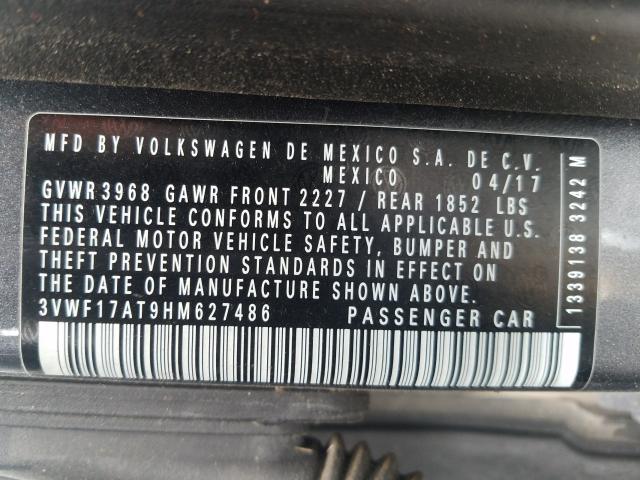 MFD BY VOLKSWAGEN DE MEXICO S.A. DE C.V.
MEXICO 04/17
GVWR 3968 GAWR FRONT 2227 / REAR 1852 LBS
THIS VEHICLE CONFORMS TO ALL APPLICABLE U.S.
FEDERAL MOTOR VEHICLE SAFETY, BUMPER AND
THEFT PREVENTION STANDARDS IN EFFECT ON
THE DATE OF MANUFACTURE SHOWN ABOVE.
3VWF17AT9HM627486 PASSENGER CAR
1339138 3242 M